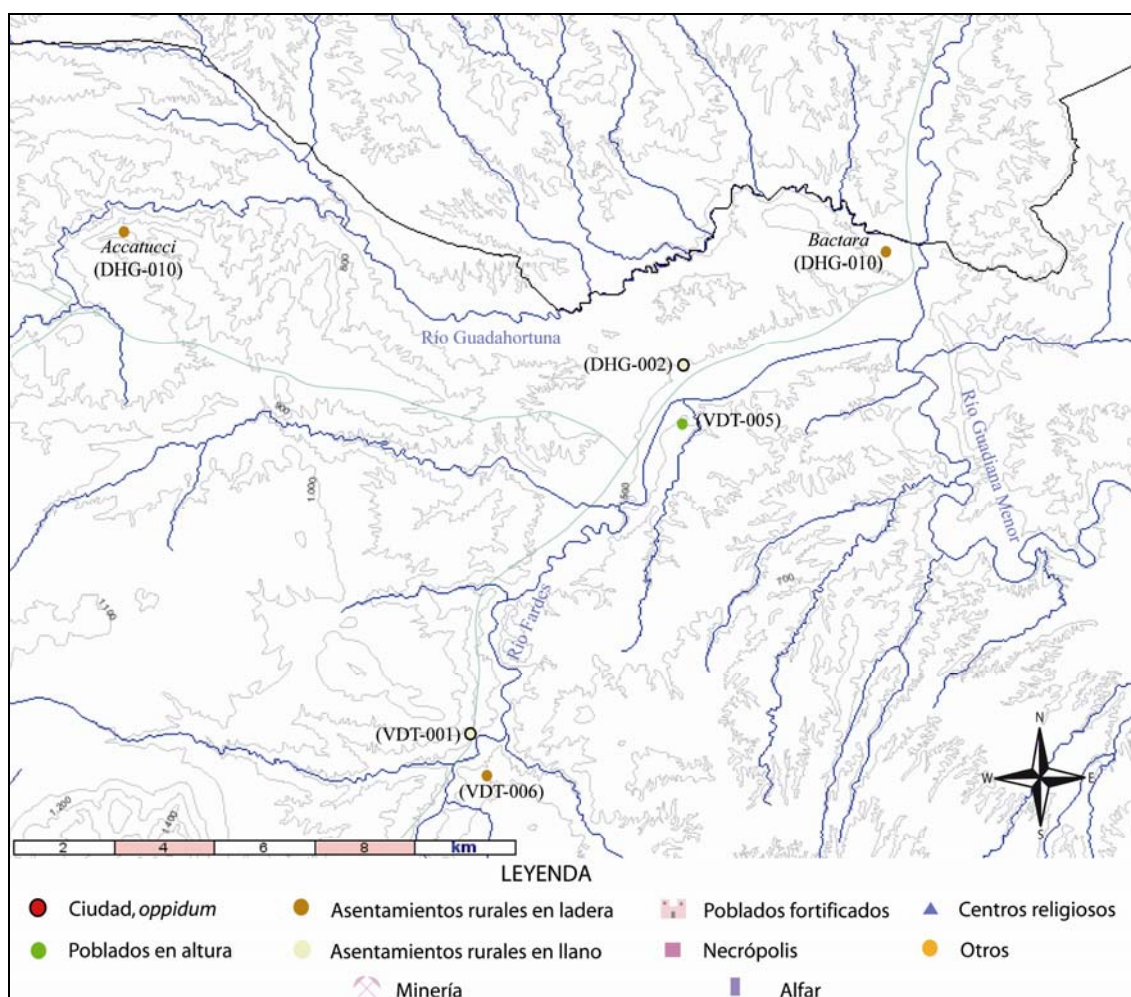 800
Accatucci
(DHG-010)
Bactara
(DHG-010)
Río Guadahortuna
(DHG-002)
900
(VDT-005)
Río Guadiana Menor
1.000
500
700
1.100
Río Fardes
(VDT-001)
(VDT-006)
N
W
E
S
1.200
1400
2 4 6 8 km
LEYENDA
Ciudad, oppidum
Asentamientos rurales en ladera
Poblados fortificados
Centros religiosos
Poblados en altura
Asentamientos rurales en llano
Necrópolis
Otros
Minería
Alfar